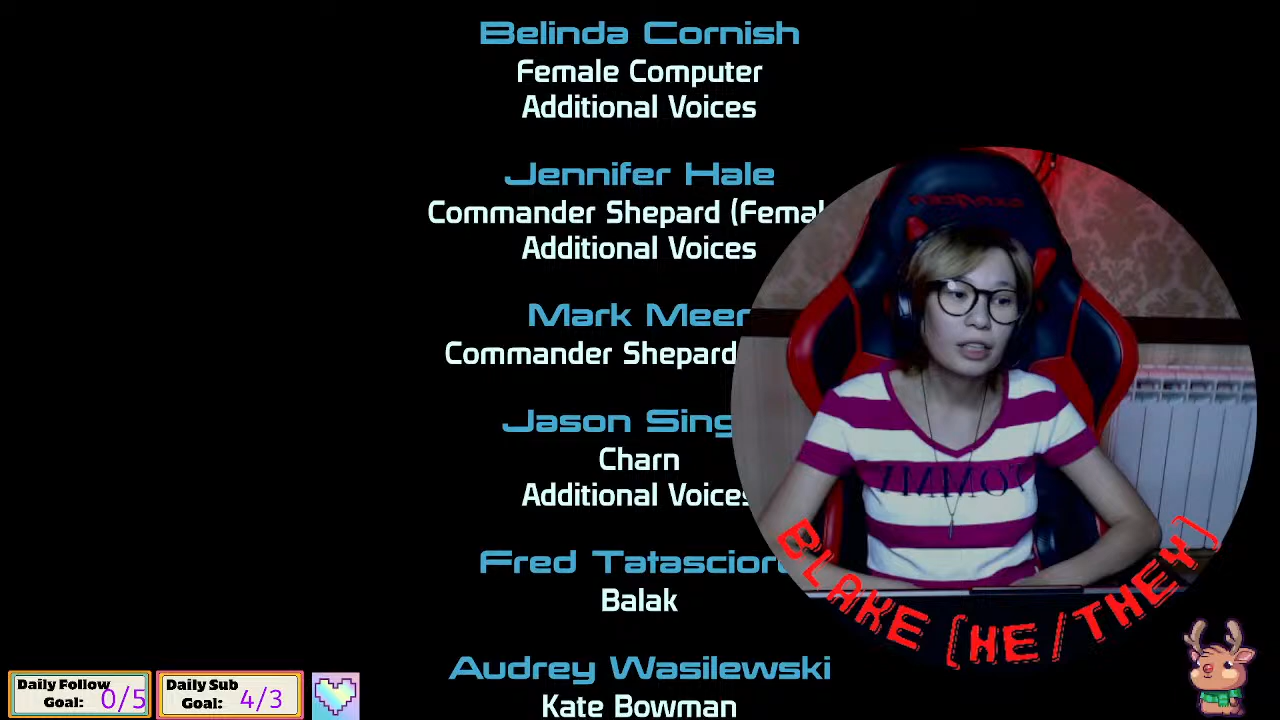 Belinda Cornish
Female Computer
Additional Voices
Jennifer Hale
Commander Shepard (Femal
Additional Voices
Mark Meer
Commander Shepard
Jason Sing
Charn
Additional Voices
Fred Tatascior
Balak
Audrey Wasilewski
Kate Bowman
TOMMY
BLAKE (HE/THEY)
Daily Follow
Goal: 0/5
Daily Sub
Goal: 4/3